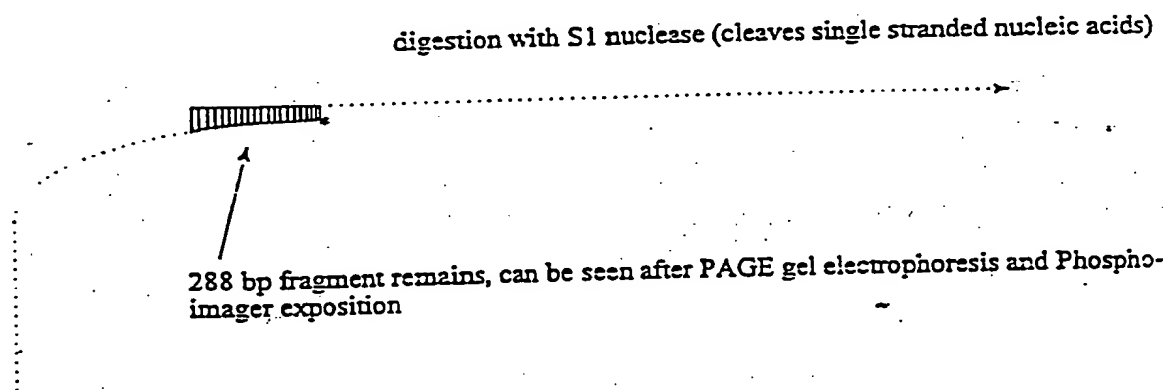 digestion with S1 nuclease (cleaves single stranded nucleic acids)
288 bp fragment remains, can be seen after PAGE gel electrophoresis and Phospho-
imager exposition